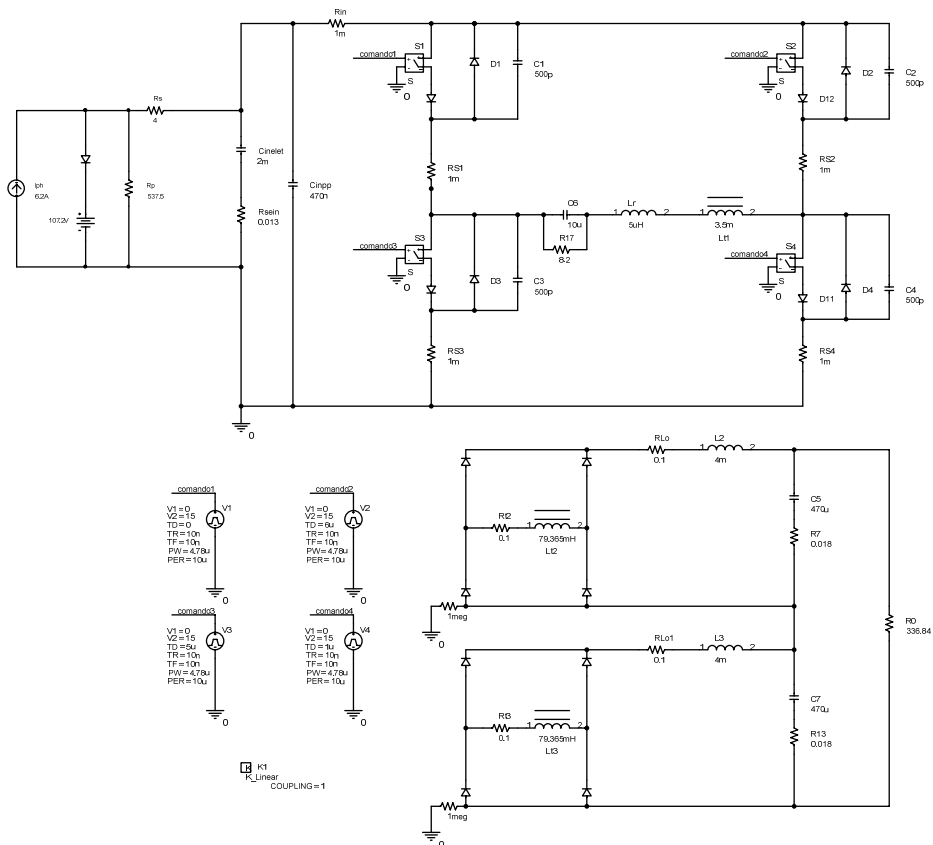 Rin
1m
comando1
S1
+
-
S
0
D1
C1
500p
comando2
S2
+
-
S
0
D2
C2
500p
D12
Rs
4
Iph
6.2A
+
-
107.2V
Rp
537.5
Cinelet
2m
Rsein
0.013
Cinpp
470n
RS1
1m
RS2
1m
C6
10u
R17
8.2
Lr
1 2
5uH
1 2
3.5m
Lt1
comando3
S3
+
-
S
0
D3
C3
500p
comando4
S4
+
-
S
0
D11
D4
C4
500p
RS3
1m
RS4
1m
0
comando1
V1
V1 = 0
V2 = 15
TD = 0
TR = 10n
TF = 10n
PW = 4.78u
PER = 10u
0
comando2
V2
V1 = 0
V2 = 15
TD = 6u
TR = 10n
TF = 10n
PW = 4.78u
PER = 10u
0
comando3
V3
V1 = 0
V2 = 15
TD = 5u
TR = 10n
TF = 10n
PW = 4.78u
PER = 10u
0
comando4
V4
V1 = 0
V2 = 15
TD = 1u
TR = 10n
TF = 10n
PW = 4.78u
PER = 10u
0
K K1
K_Linear
COUPLING = 1
RLo
0.1
L2
1 2
4m
Rt2
0.1
1 2
79.365mH
Lt2
C5
470u
R7
0.018
1meg
0
RLo1
0.1
L3
1 2
4m
R0
336.84
Rt3
0.1
1 2
79.365mH
Lt3
C7
470u
R13
0.018
1meg
0